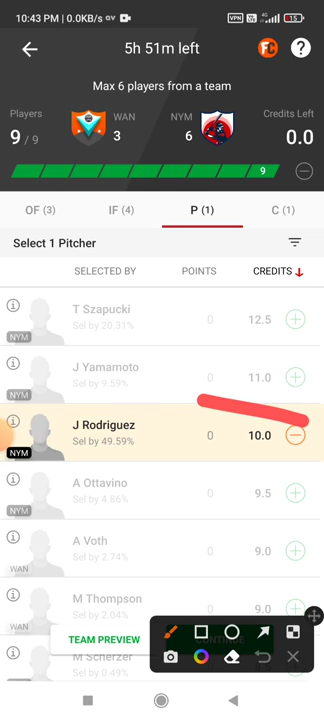 10:43 PM | 0.0KB/s
VPN
4G
15
5h 51m left
FC
?
Max 6 players from a team
Players
WAN
NYM
Credits Left
9 / 9
3
6
0.0
9
OF (3)
IF (4)
P (1)
C (1)
Select 1 Pitcher
SELECTED BY
POINTS
CREDITS
T Szapucki
Sel by 20.31%
0
12.5
NYM
J Yamamoto
Sel by 9.59%
0
11.0
NYM
J Rodriguez
Sel by 49.59%
0
10.0
NYM
A Ottavino
Sel by 4.86%
0
9.5
NYM
A Voth
Sel by 2.74%
0
9.0
WAN
M Thompson
Sel by 2.04%
0
9.0
WAN
TEAM PREVIEW
CONTINUE
M Scherzer
Sel by 0.49%